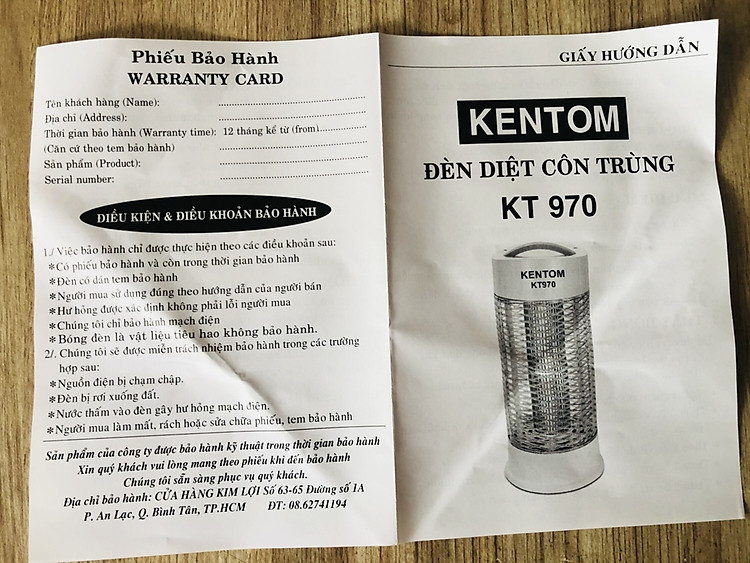 Phiếu Bảo Hành
WARRANTY CARD
Tên khách hàng (Name): ..............................
Địa chỉ (Address): ..............................
Thời gian bảo hành (Warranty time): 12 tháng kể từ (from)..............
(Căn cứ theo tem bảo hành) ..............................
Sản phẩm (Product): ..............................
Serial number: ..............................
ĐIỀU KIỆN & ĐIỀU KHOẢN BẢO HÀNH
1./ Việc bảo hành chỉ được thực hiện theo các điều khoản sau:
*Có phiếu bảo hành và còn trong thời gian bảo hành
*Đèn có dán tem bảo hành
*Người mua sử dụng đúng theo hướng dẫn của người bán
*Hư hỏng được xác định không phải lỗi người mua
*Chúng tôi chỉ bảo hành mạch điện
*Bóng đèn là vật liệu tiêu hao không bảo hành.
2/. Chúng tôi sẽ được miễn trách nhiệm bảo hành trong các trường
hợp sau:
*Nguồn điện bị chạm chập.
*Đèn bị rơi xuống đất.
*Nước thấm vào đèn gây hư hỏng mạch điện.
*Người mua làm mất, rách hoặc sửa chữa phiếu, tem bảo hành
Sản phẩm của công ty được bảo hành kỹ thuật trong thời gian bảo hành
Xin quý khách vui lòng mang theo phiếu khi đến bảo hành
Chúng tôi sẵn sàng phục vụ quý khách.
Địa chỉ bảo hành: CỬA HÀNG KIM LỢI Số 63-65 Đường số 1A
P. An Lạc, Q. Bình Tân, TP.HCM ĐT: 08.62741194
GIẤY HƯỚNG DẪN
KENTOM
ĐÈN DIỆT CÔN TRÙNG
KT 970
KENTOM
KT970